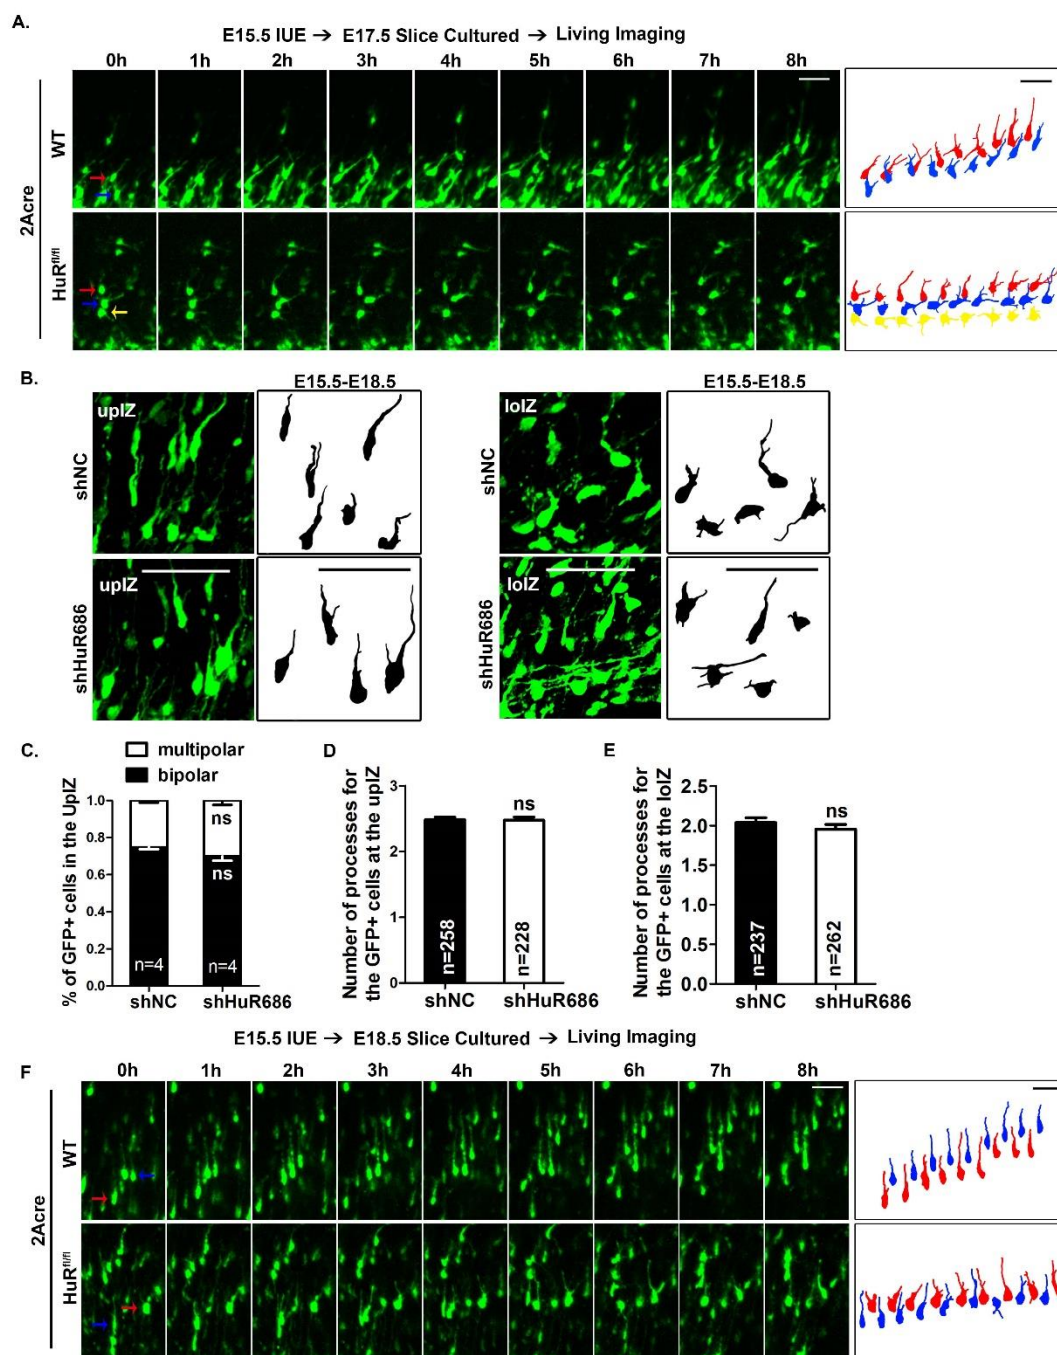 A.
E15.5 IUE → E17.5 Slice Cultured → Living Imaging
0h 1h 2h 3h 4h 5h 6h 7h 8h
2Acre
WT
HuRfl/fl
B.
E15.5-E18.5 E15.5-E18.5
shNC
upIZ
shNC
loIZ
shHuR686
upIZ
shHuR686
loIZ
C.
multipolar
bipolar
% of GFP+ cells in the UpIZ
1.0
0.8
0.6
0.4
0.2
0.0
ns
ns
n=4 n=4
shNC shHuR686
D
Number of processes for
the GFP+ cells at the upIZ
3
2
1
0
ns
n=258 n=228
shNC shHuR686
E
Number of processes for
the GFP+ cells at the loIZ
2.5
2.0
1.5
1.0
0.5
0.0
ns
n=237 n=262
shNC shHuR686
E15.5 IUE → E18.5 Slice Cultured → Living Imaging
F
0h 1h 2h 3h 4h 5h 6h 7h 8h
2Acre
WT
HuRfl/fl